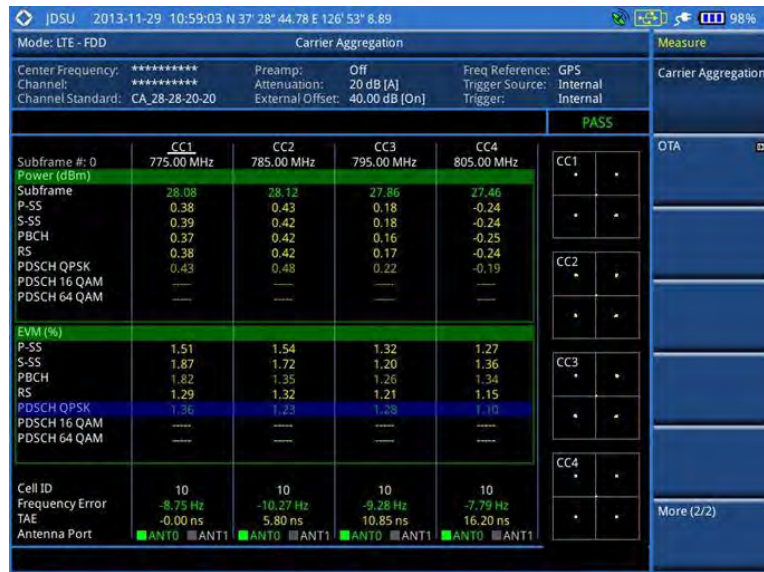 JDSU 2013-11-29 10:59:03 N 37' 28" 44.78 E 126' 53" 8.89 98%
Mode: LTE - FDD Carrier Aggregation Measure
Center Frequency: ********** Preamp: Off Freq Reference: GPS Carrier Aggregation
Channel: ********** Attenuation: 20 dB [A] Trigger Source: Internal
Channel Standard: CA_28-28-20-20 External Offset: 40.00 dB [On] Trigger: Internal
PASS
OTA
CC1 CC2 CC3 CC4 CC1
Subframe #: 0 775.00 MHz 785.00 MHz 795.00 MHz 805.00 MHz
Power (dBm)
Subframe 28.08 28.12 27.86 27.46
P-SS 0.38 0.43 0.18 -0.24
S-SS 0.39 0.42 0.18 -0.24
PBCH 0.37 0.42 0.16 -0.25
RS 0.38 0.42 0.17 -0.24
PDSCH QPSK 0.43 0.48 0.22 -0.19 CC2
PDSCH 16 QAM ----- ----- ----- -----
PDSCH 64 QAM ----- ----- ----- -----
EVM (%)
P-SS 1.51 1.54 1.32 1.27
S-SS 1.87 1.72 1.20 1.36 CC3
PBCH 1.82 1.35 1.26 1.34
RS 1.29 1.32 1.21 1.15
PDSCH QPSK 1.36 1.23 1.28 1.10
PDSCH 16 QAM ----- ----- ----- -----
PDSCH 64 QAM ----- ----- ----- -----
CC4
Cell ID 10 10 10 10
Frequency Error -8.75 Hz -10.27 Hz -9.28 Hz -7.79 Hz More (2/2)
TAE -0.00 ns 5.80 ns 10.85 ns 16.20 ns
Antenna Port ANT0 ANT1 ANT0 ANT1 ANT0 ANT1 ANT0 ANT1